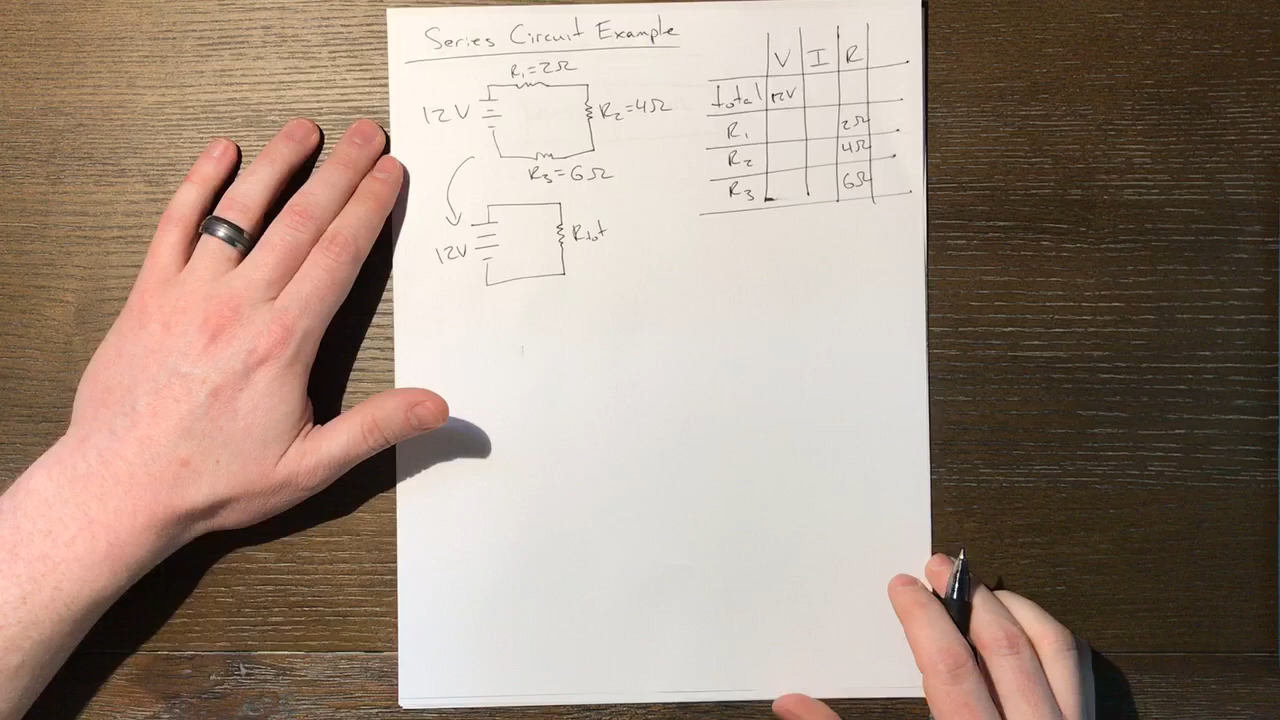 Series Circuit Example
R₁=2Ω
12V
R₂=4Ω
R₃=6Ω
12V
Rtot
V I R
total 12V
R₁ 2Ω
R₂ 4Ω
R₃ 6Ω